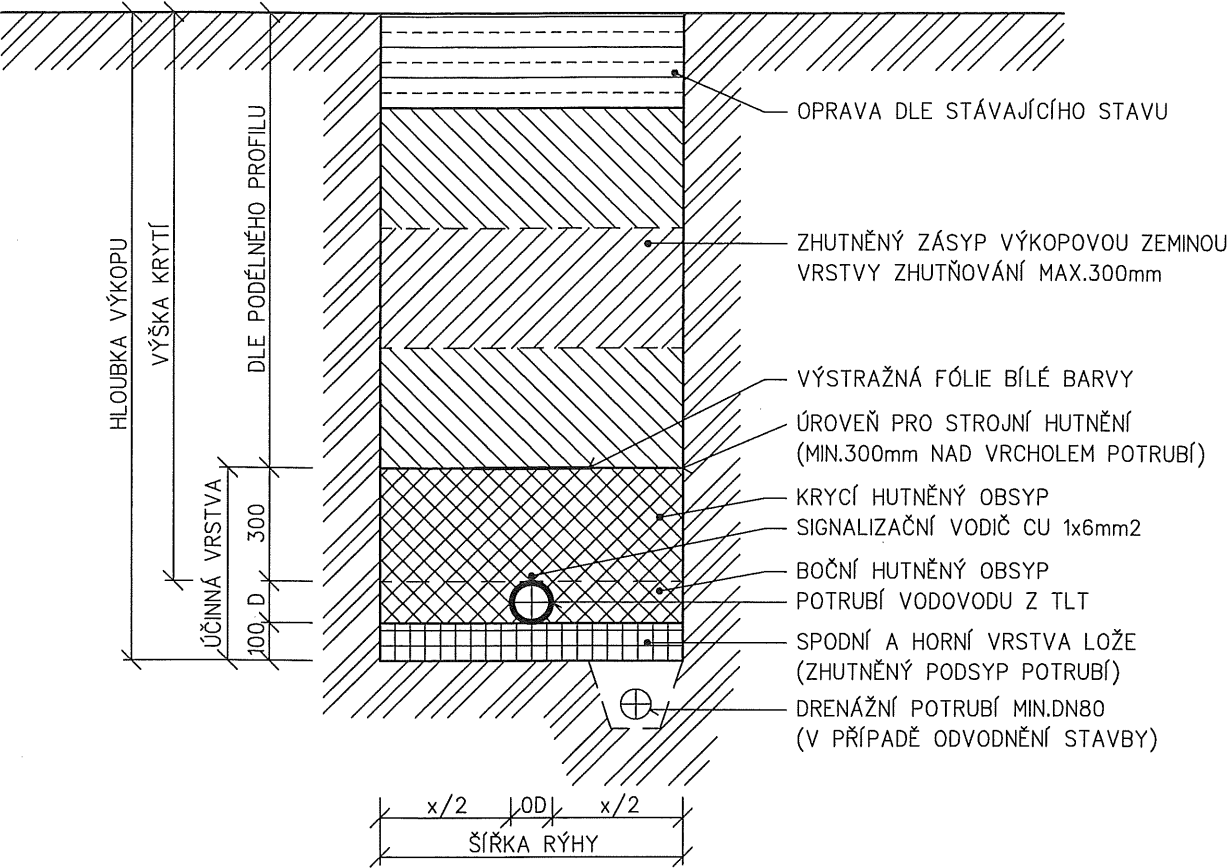 OPRAVA DLE STÁVAJÍCÍHO STAVU
ZHUTNĚNÝ ZÁSYP VÝKOPOVOU ZEMINOU
VRSTVY ZHUTŇOVÁNÍ MAX.300mm
VÝSTRAŽNÁ FÓLIE BÍLÉ BARVY
ÚROVEŇ PRO STROJNÍ HUTNĚNÍ
(MIN.300mm NAD VRCHOLEM POTRUBÍ)
KRYCÍ HUTNĚNÝ OBSYP
SIGNALIZAČNÍ VODIČ CU 1x6mm2
BOČNÍ HUTNĚNÝ OBSYP
POTRUBÍ VODOVODU Z TLT
SPODNÍ A HORNÍ VRSTVA LOŽE
(ZHUTNĚNÝ PODSYP POTRUBÍ)
DRENÁŽNÍ POTRUBÍ MIN.DN80
(V PŘÍPADĚ ODVODNĚNÍ STAVBY)
HLOUBKA VÝKOPU
VÝŠKA KRYTÍ
DLE PODÉLNÉHO PROFILU
ÚČINNÁ VRSTVA
300
D
100
x/2
OD
x/2
ŠÍŘKA RÝHY